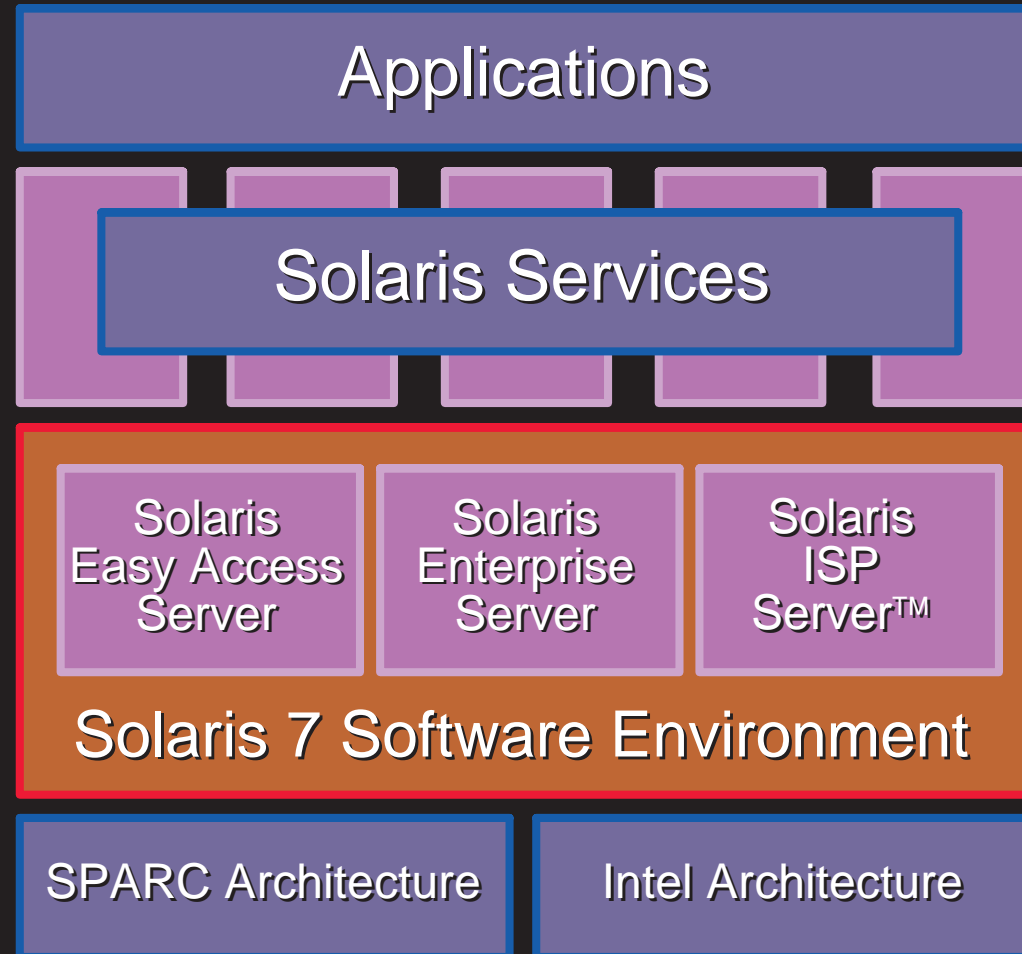 Applications
Solaris Services
Solaris
Easy Access
Server
Solaris
Enterprise
Server
Solaris
ISP
Server™
Solaris 7 Software Environment
SPARC Architecture
Intel Architecture